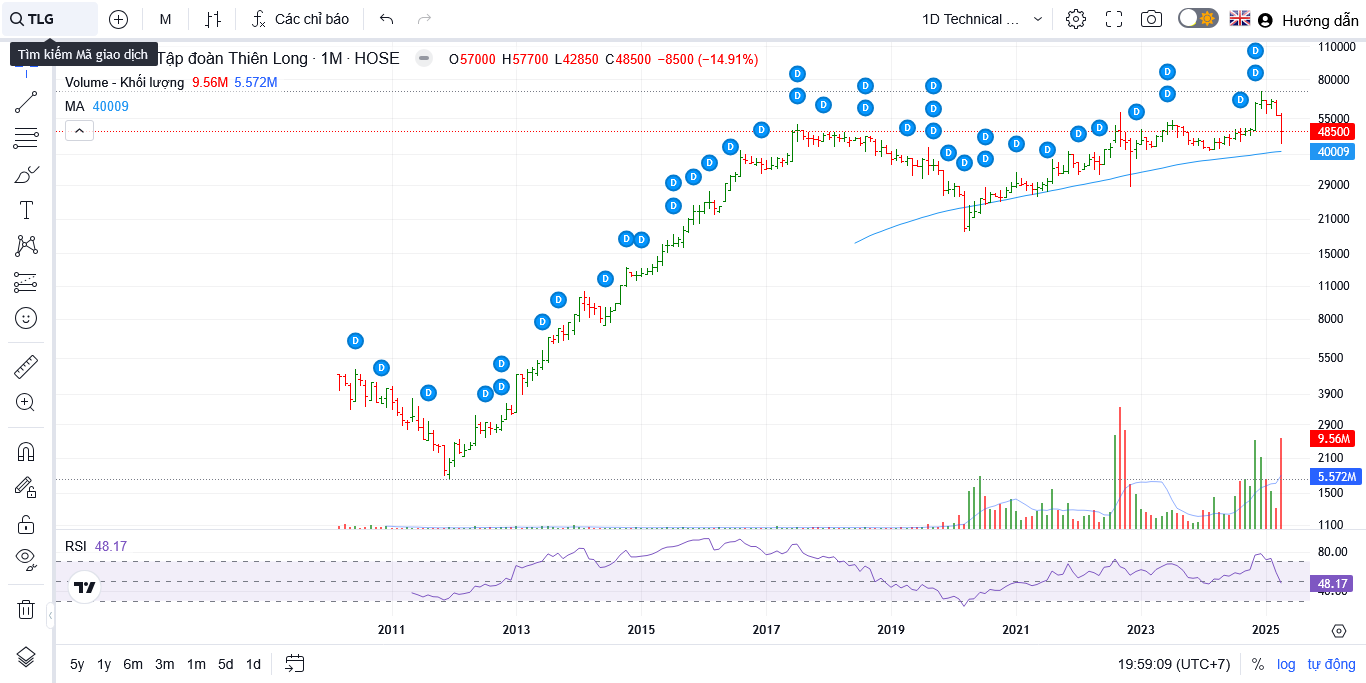 TLG
M
Các chỉ báo
1D Technical ...
Hướng dẫn
Tìm kiếm Mã giao dịch
Tập đoàn Thiên Long · 1M · HOSE
O57000 H57700 L42850 C48500 −8500 (−14.91%)
Volume - Khối lượng 9.56M 5.572M
MA 40009
110000
80000
55000
48500
40009
29000
21000
15000
11000
8000
5500
3900
2900
9.56M
2100
5.572M
1500
1100
D D D D D D D D D D D D D D D D D D D D D D D D D D D D D D D D D D D D D D D D D
RSI 48.17
80.00
48.17
40.00
2011 2013 2015 2017 2019 2021 2023 2025
5y 1y 6m 3m 1m 5d 1d
19:59:09 (UTC+7)
% log tự động